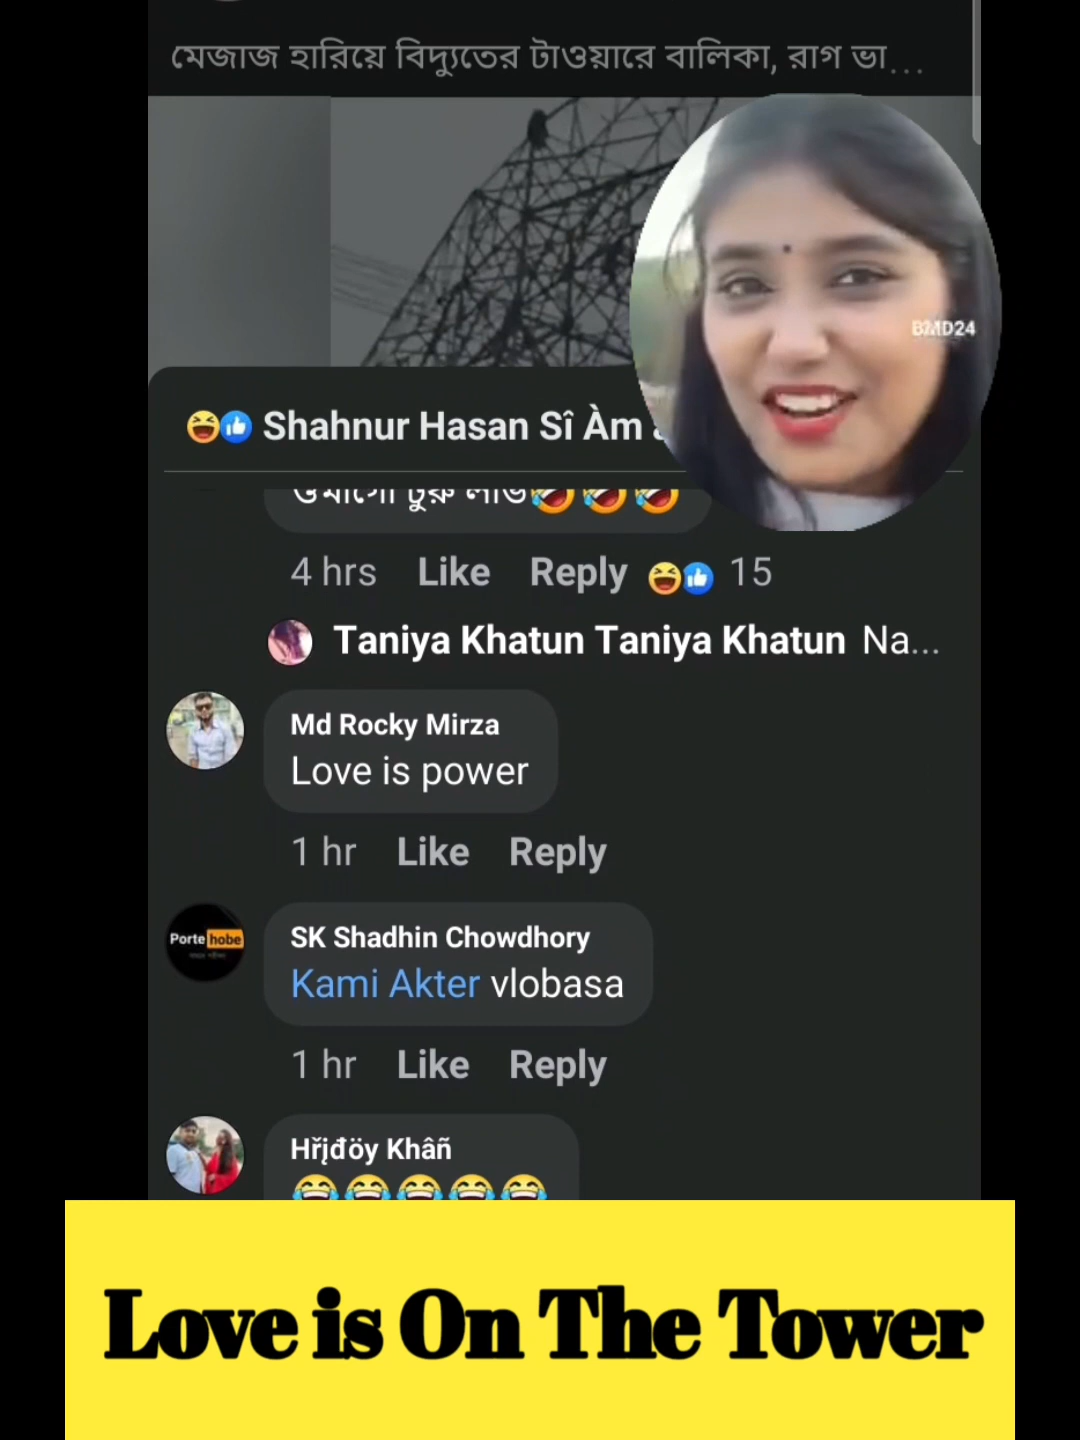 মেজাজ হারিয়ে বিদ্যুতের টাওয়ারে বালিকা, রাগ ভা...
BMD24
😆👍 Shahnur Hasan Sî Àm
ওমাগো টুরু লাভ🤣🤣🤣
4 hrs Like Reply 😆👍 15
Taniya Khatun Taniya Khatun Na...
Md Rocky Mirza
Love is power
1 hr Like Reply
Porte hobe
SK Shadhin Chowdhory
Kami Akter vlobasa
1 hr Like Reply
Hřįđöy Khâñ
😂😂😂😂😂
Love is On The Tower